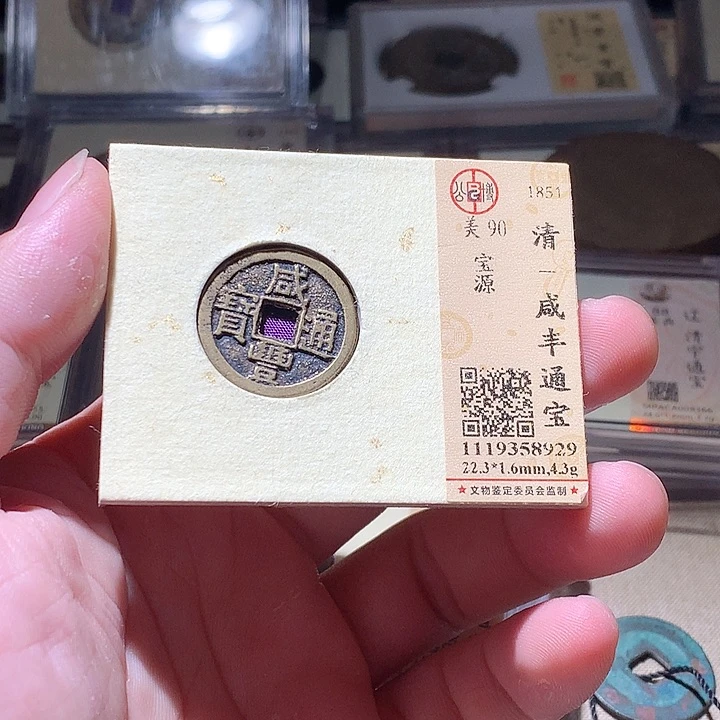 咸豐通寶
1851-
美 90
宝源
清-咸丰通宝
1119358929
22.3*1.6mm,4.3g
★文物鉴定委员会监制★